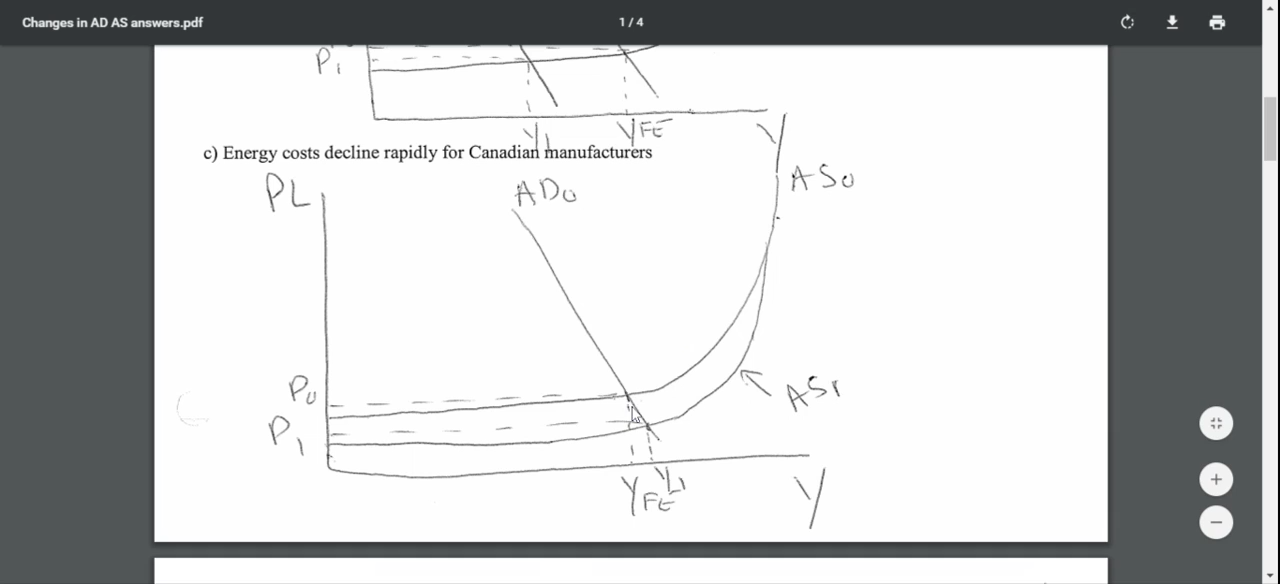 Changes in AD AS answers.pdf
1 / 4
P1
Y1
YFE
Y
c) Energy costs decline rapidly for Canadian manufacturers
PL
AD0
AS0
P0
P1
AS1
YFE
Y1
Y